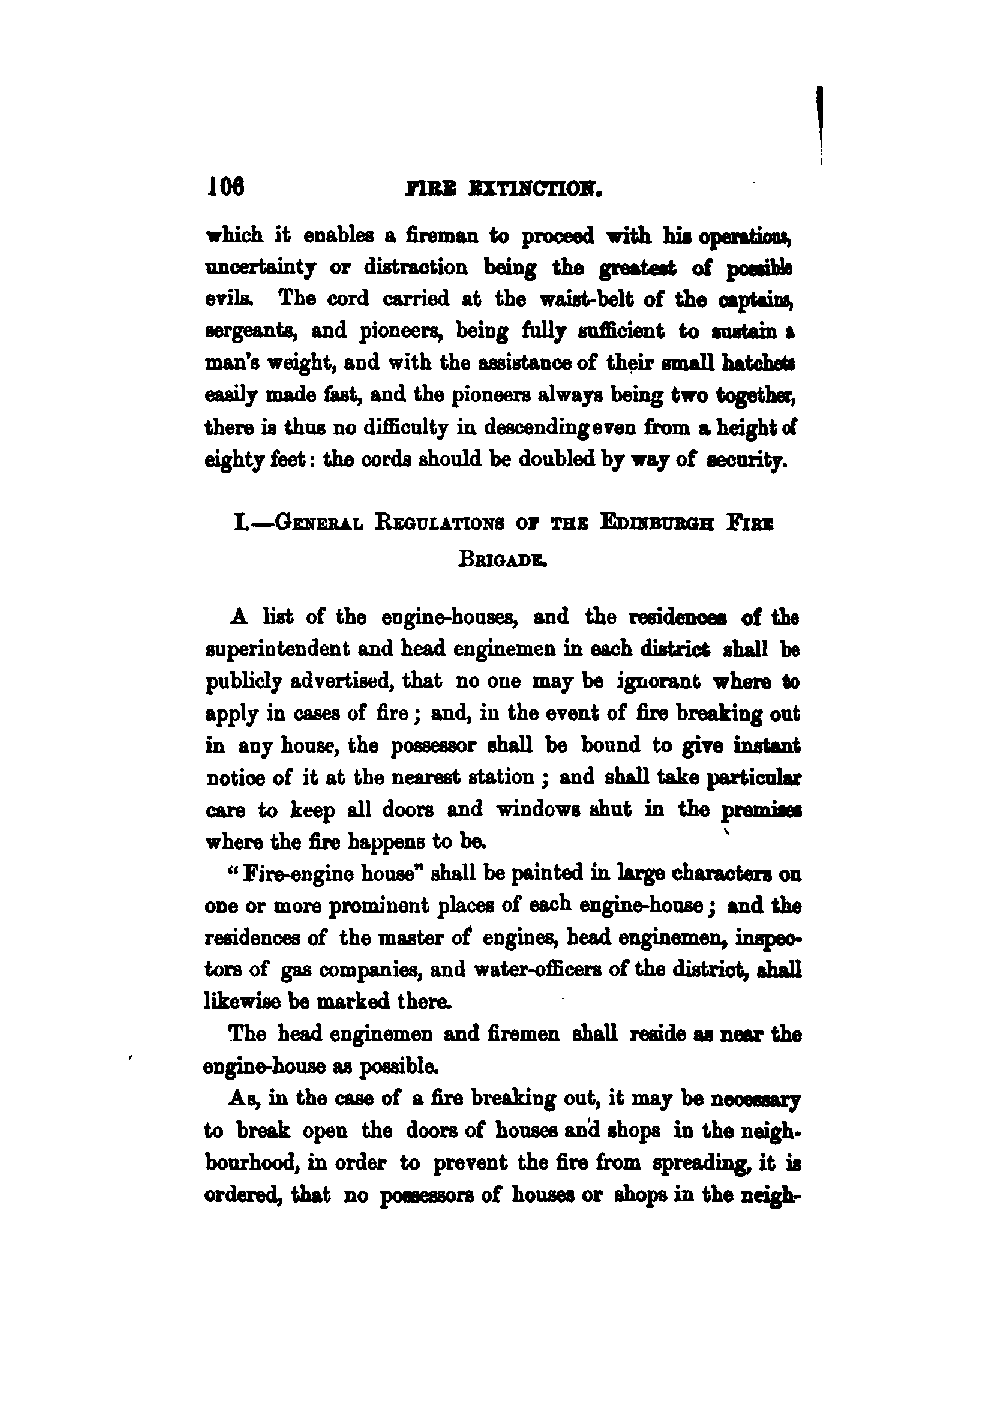 106 FIRE EXTINCTION.
which it enables a fireman to proceed with his operations,
uncertainty or distraction being the greatest of possible
evils. The cord carried at the waist-belt of the captains,
sergeants, and pioneers, being fully sufficient to sustain a
man's weight, and with the assistance of their small hatchets
easily made fast, and the pioneers always being two together,
there is thus no difficulty in descending even from a height of
eighty feet: the cords should be doubled by way of security.
I.—GENERAL REGULATIONS OF THE EDINBURGH FIRE
BRIGADE.
A list of the engine-houses, and the residences of the
superintendent and head enginemen in each district shall be
publicly advertised, that no one may be ignorant where to
apply in cases of fire; and, in the event of fire breaking out
in any house, the possessor shall be bound to give instant
notice of it at the nearest station; and shall take particular
care to keep all doors and windows shut in the premises
where the fire happens to be.
"Fire-engine house" shall be painted in large characters on
one or more prominent places of each engine-house; and the
residences of the master of engines, head enginemen, inspec-
tors of gas companies, and water-officers of the district, shall
likewise be marked there.
The head enginemen and firemen shall reside as near the
engine-house as possible.
As, in the case of a fire breaking out, it may be necessary
to break open the doors of houses and shops in the neigh-
bourhood, in order to prevent the fire from spreading, it is
ordered, that no possessors of houses or shops in the neigh-